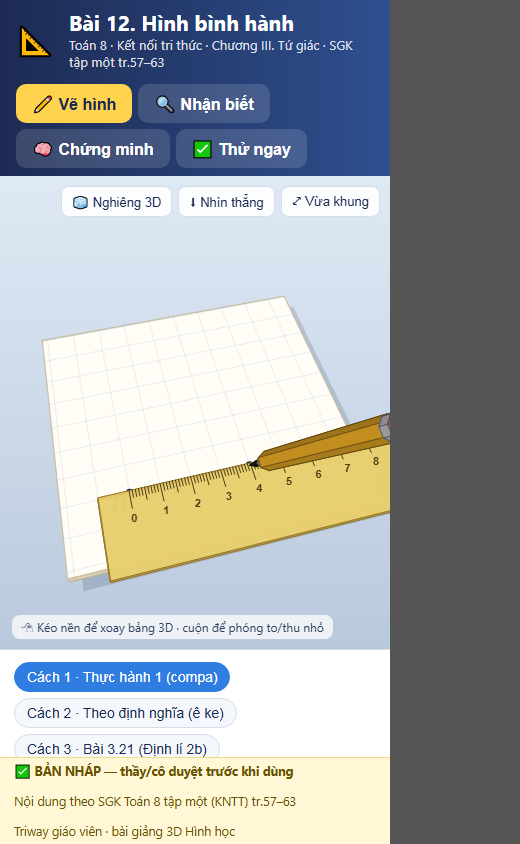 Bài 12. Hình bình hành
Toán 8 · Kết nối tri thức · Chương III. Tứ giác · SGK
tập một tr.57–63
Vẽ hình
Nhận biết
Chứng minh
Thử ngay
Nghiêng 3D
Nhìn thẳng
Vừa khung
0 1 2 3 4 5 6 7 8
Kéo nền để xoay bảng 3D · cuộn để phóng to/thu nhỏ
Cách 1 · Thực hành 1 (compa)
Cách 2 · Theo định nghĩa (ê ke)
Cách 3 · Bài 3.21 (Định lí 2b)
BẢN NHÁP — thầy/cô duyệt trước khi dùng
Nội dung theo SGK Toán 8 tập một (KNTT) tr.57–63
Triway giáo viên · bài giảng 3D Hình học